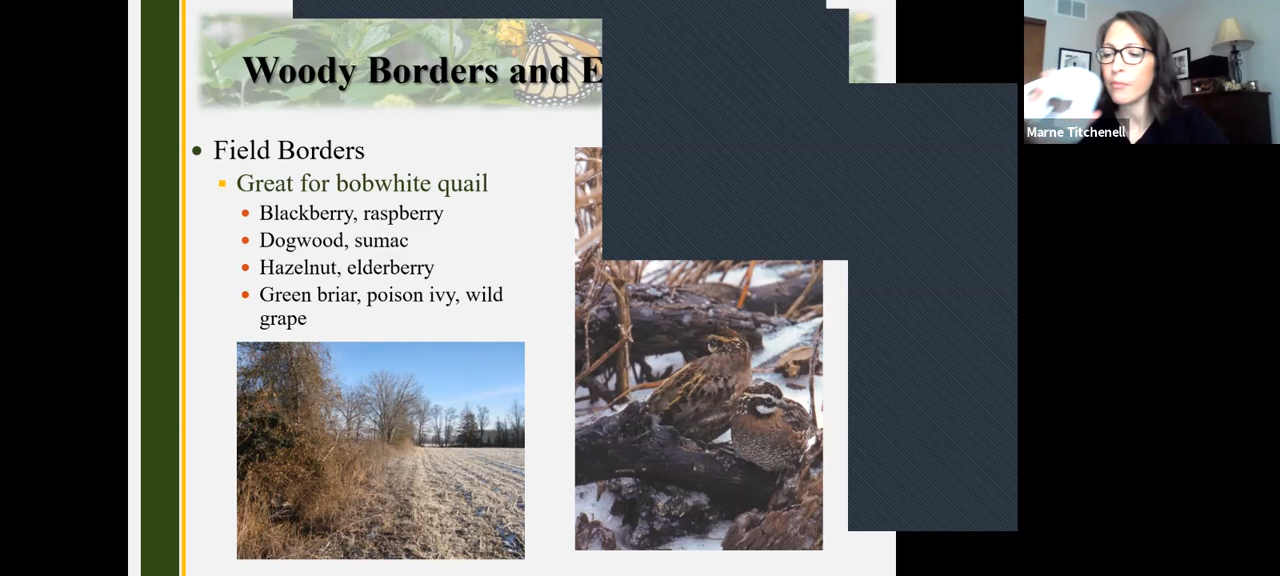 Woody Borders and E
Field Borders
Great for bobwhite quail
Blackberry, raspberry
Dogwood, sumac
Hazelnut, elderberry
Green briar, poison ivy, wild
grape
Marne Titchenell